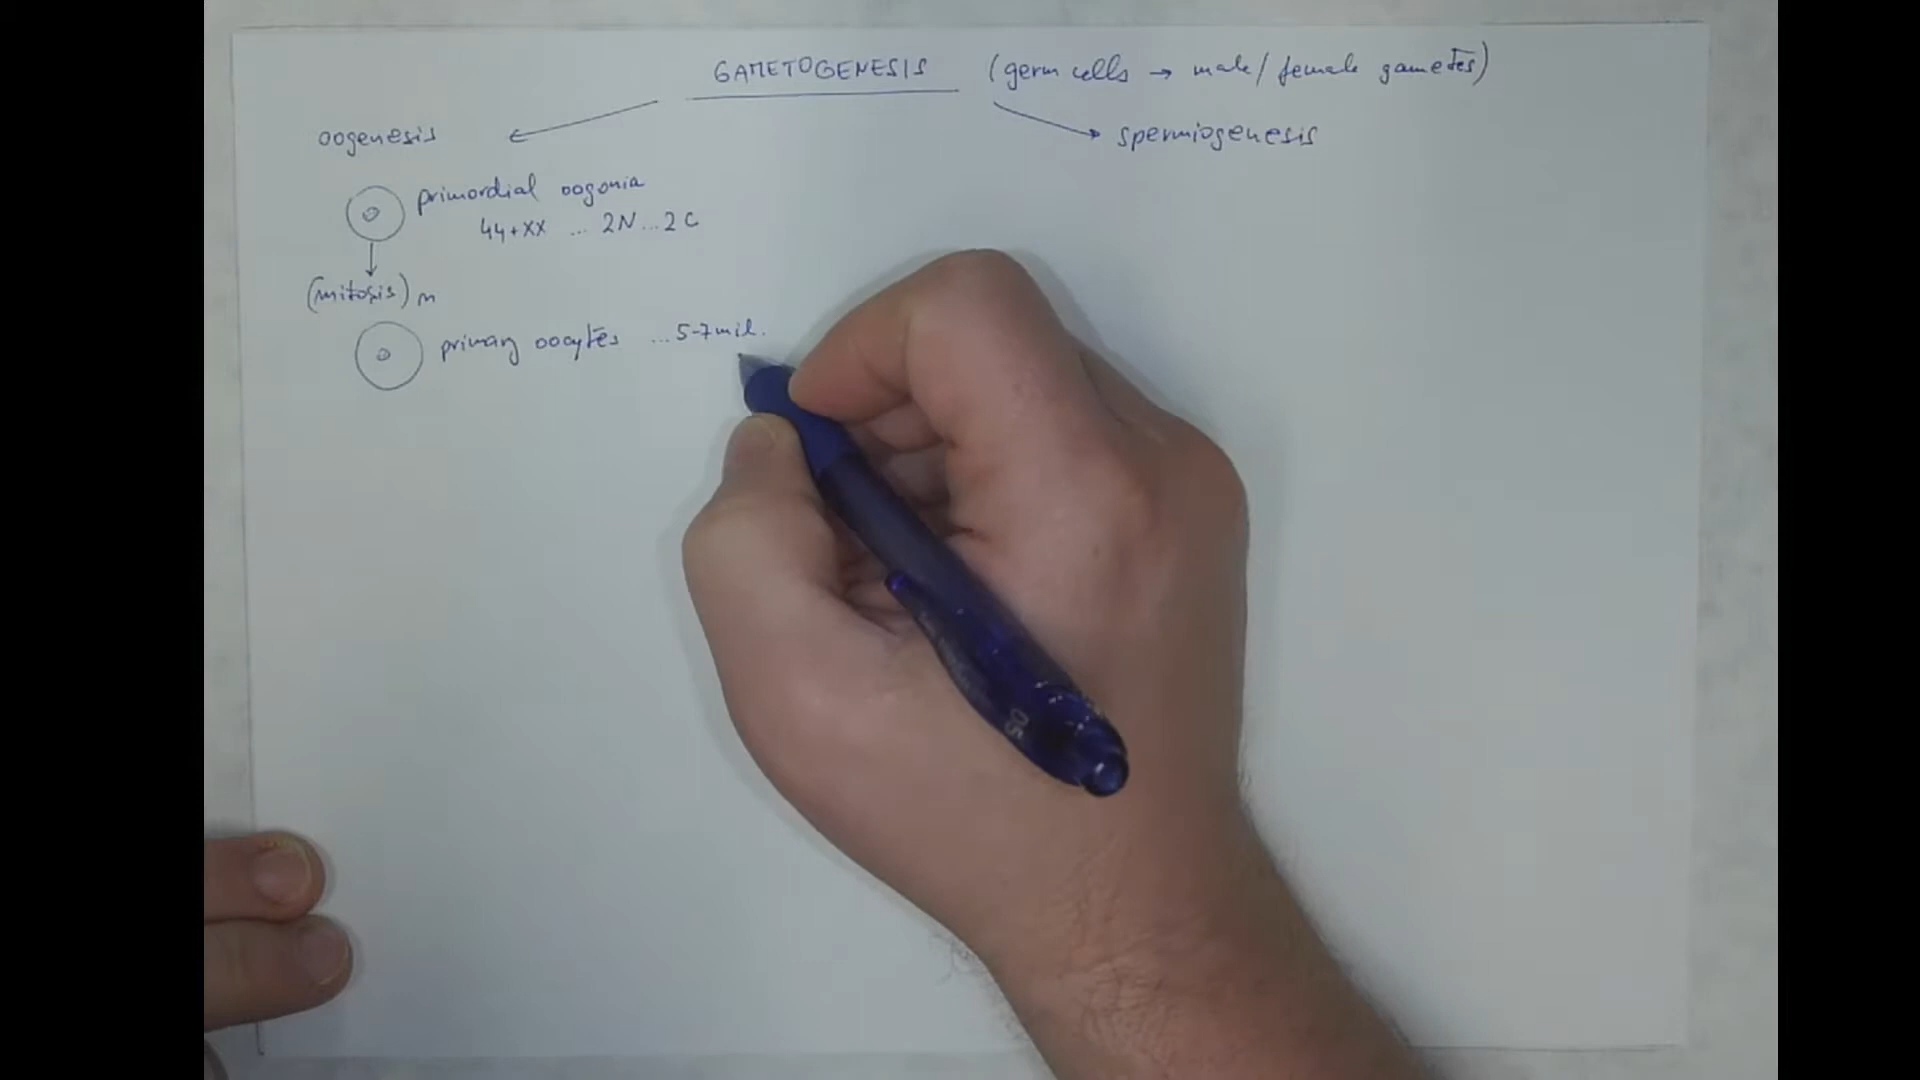 GAMETOGENESIS (germ cells → male/female gametes)
oogenesis
spermiogenesis
primordial oogonia
44+XX ... 2N ... 2C
(mitosis) n
primary oocytes ... 5-7 mil.
05